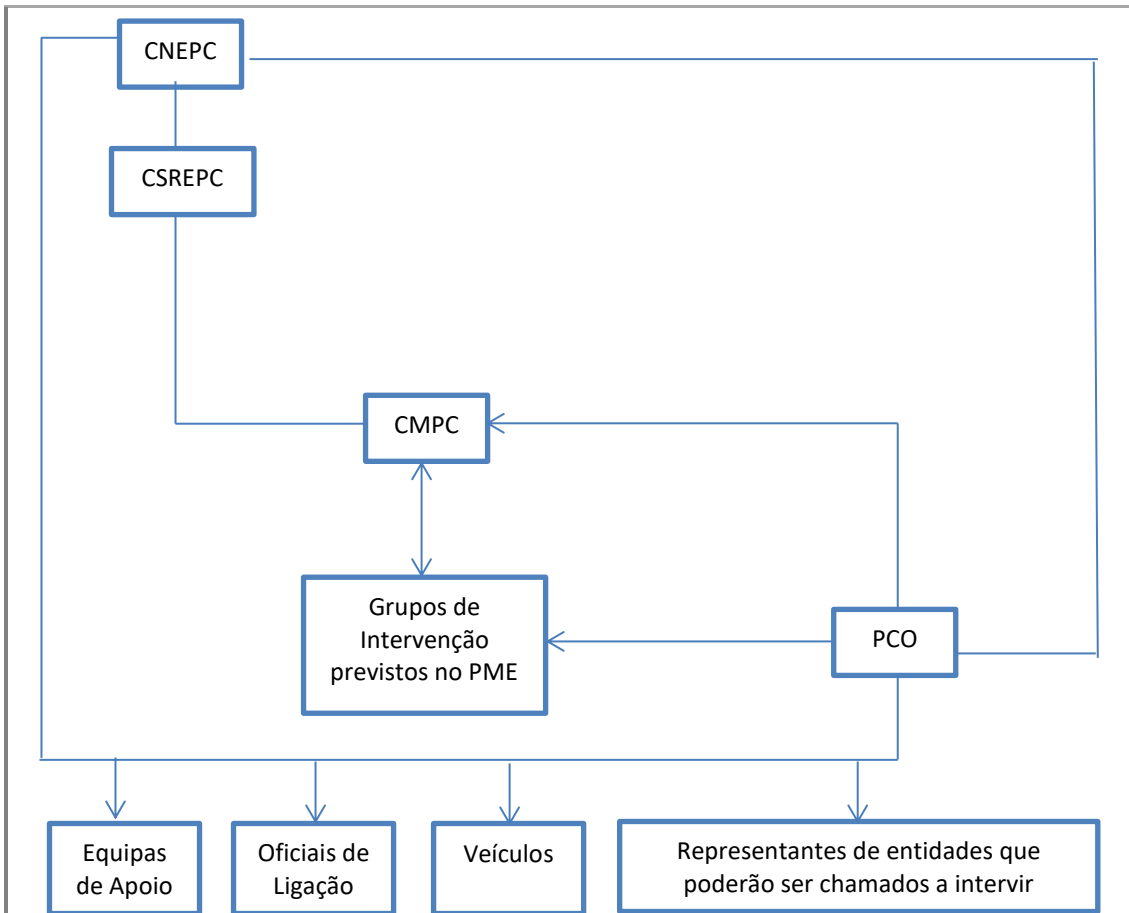 CNEPC
CSREPC
CMPC
Grupos de
Intervenção
previstos no PME
PCO
Equipas
de Apoio
Oficiais de
Ligação
Veículos
Representantes de entidades que
poderão ser chamados a intervir